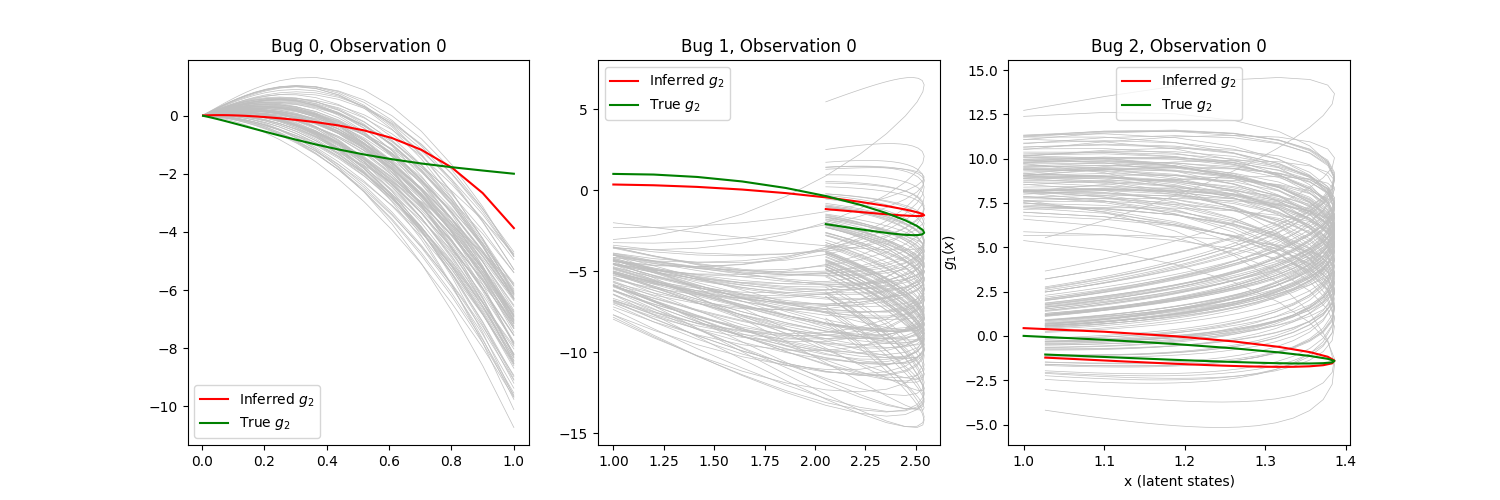 Bug 0, Observation 0
0
−2
−4
−6
−8
−10
Inferred g₂
True g₂
0.0 0.2 0.4 0.6 0.8 1.0
Bug 1, Observation 0
Inferred g₂
True g₂
5
0
−5
−10
−15
1.00 1.25 1.50 1.75 2.00 2.25 2.50
Bug 2, Observation 0
Inferred g₂
True g₂
15.0
12.5
10.0
7.5
5.0
2.5
0.0
−2.5
−5.0
g₁(x)
1.0 1.1 1.2 1.3 1.4
x (latent states)